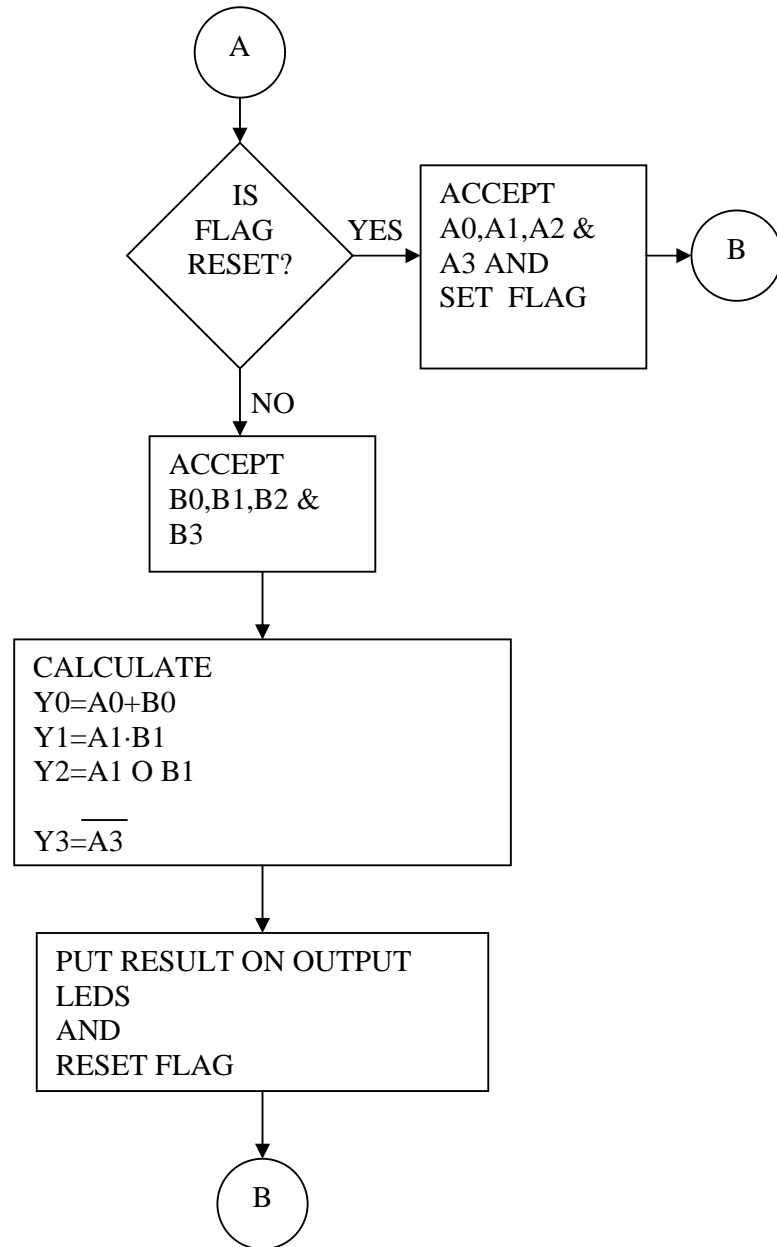 A
IS
FLAG
RESET?
YES
ACCEPT
A0,A1,A2 &
A3 AND
SET FLAG
B
NO
ACCEPT
B0,B1,B2 &
B3
CALCULATE
Y0=A0+B0
Y1=A1·B1
Y2=A1 O B1
Y3=A̅3̅
PUT RESULT ON OUTPUT
LEDS
AND
RESET FLAG
B